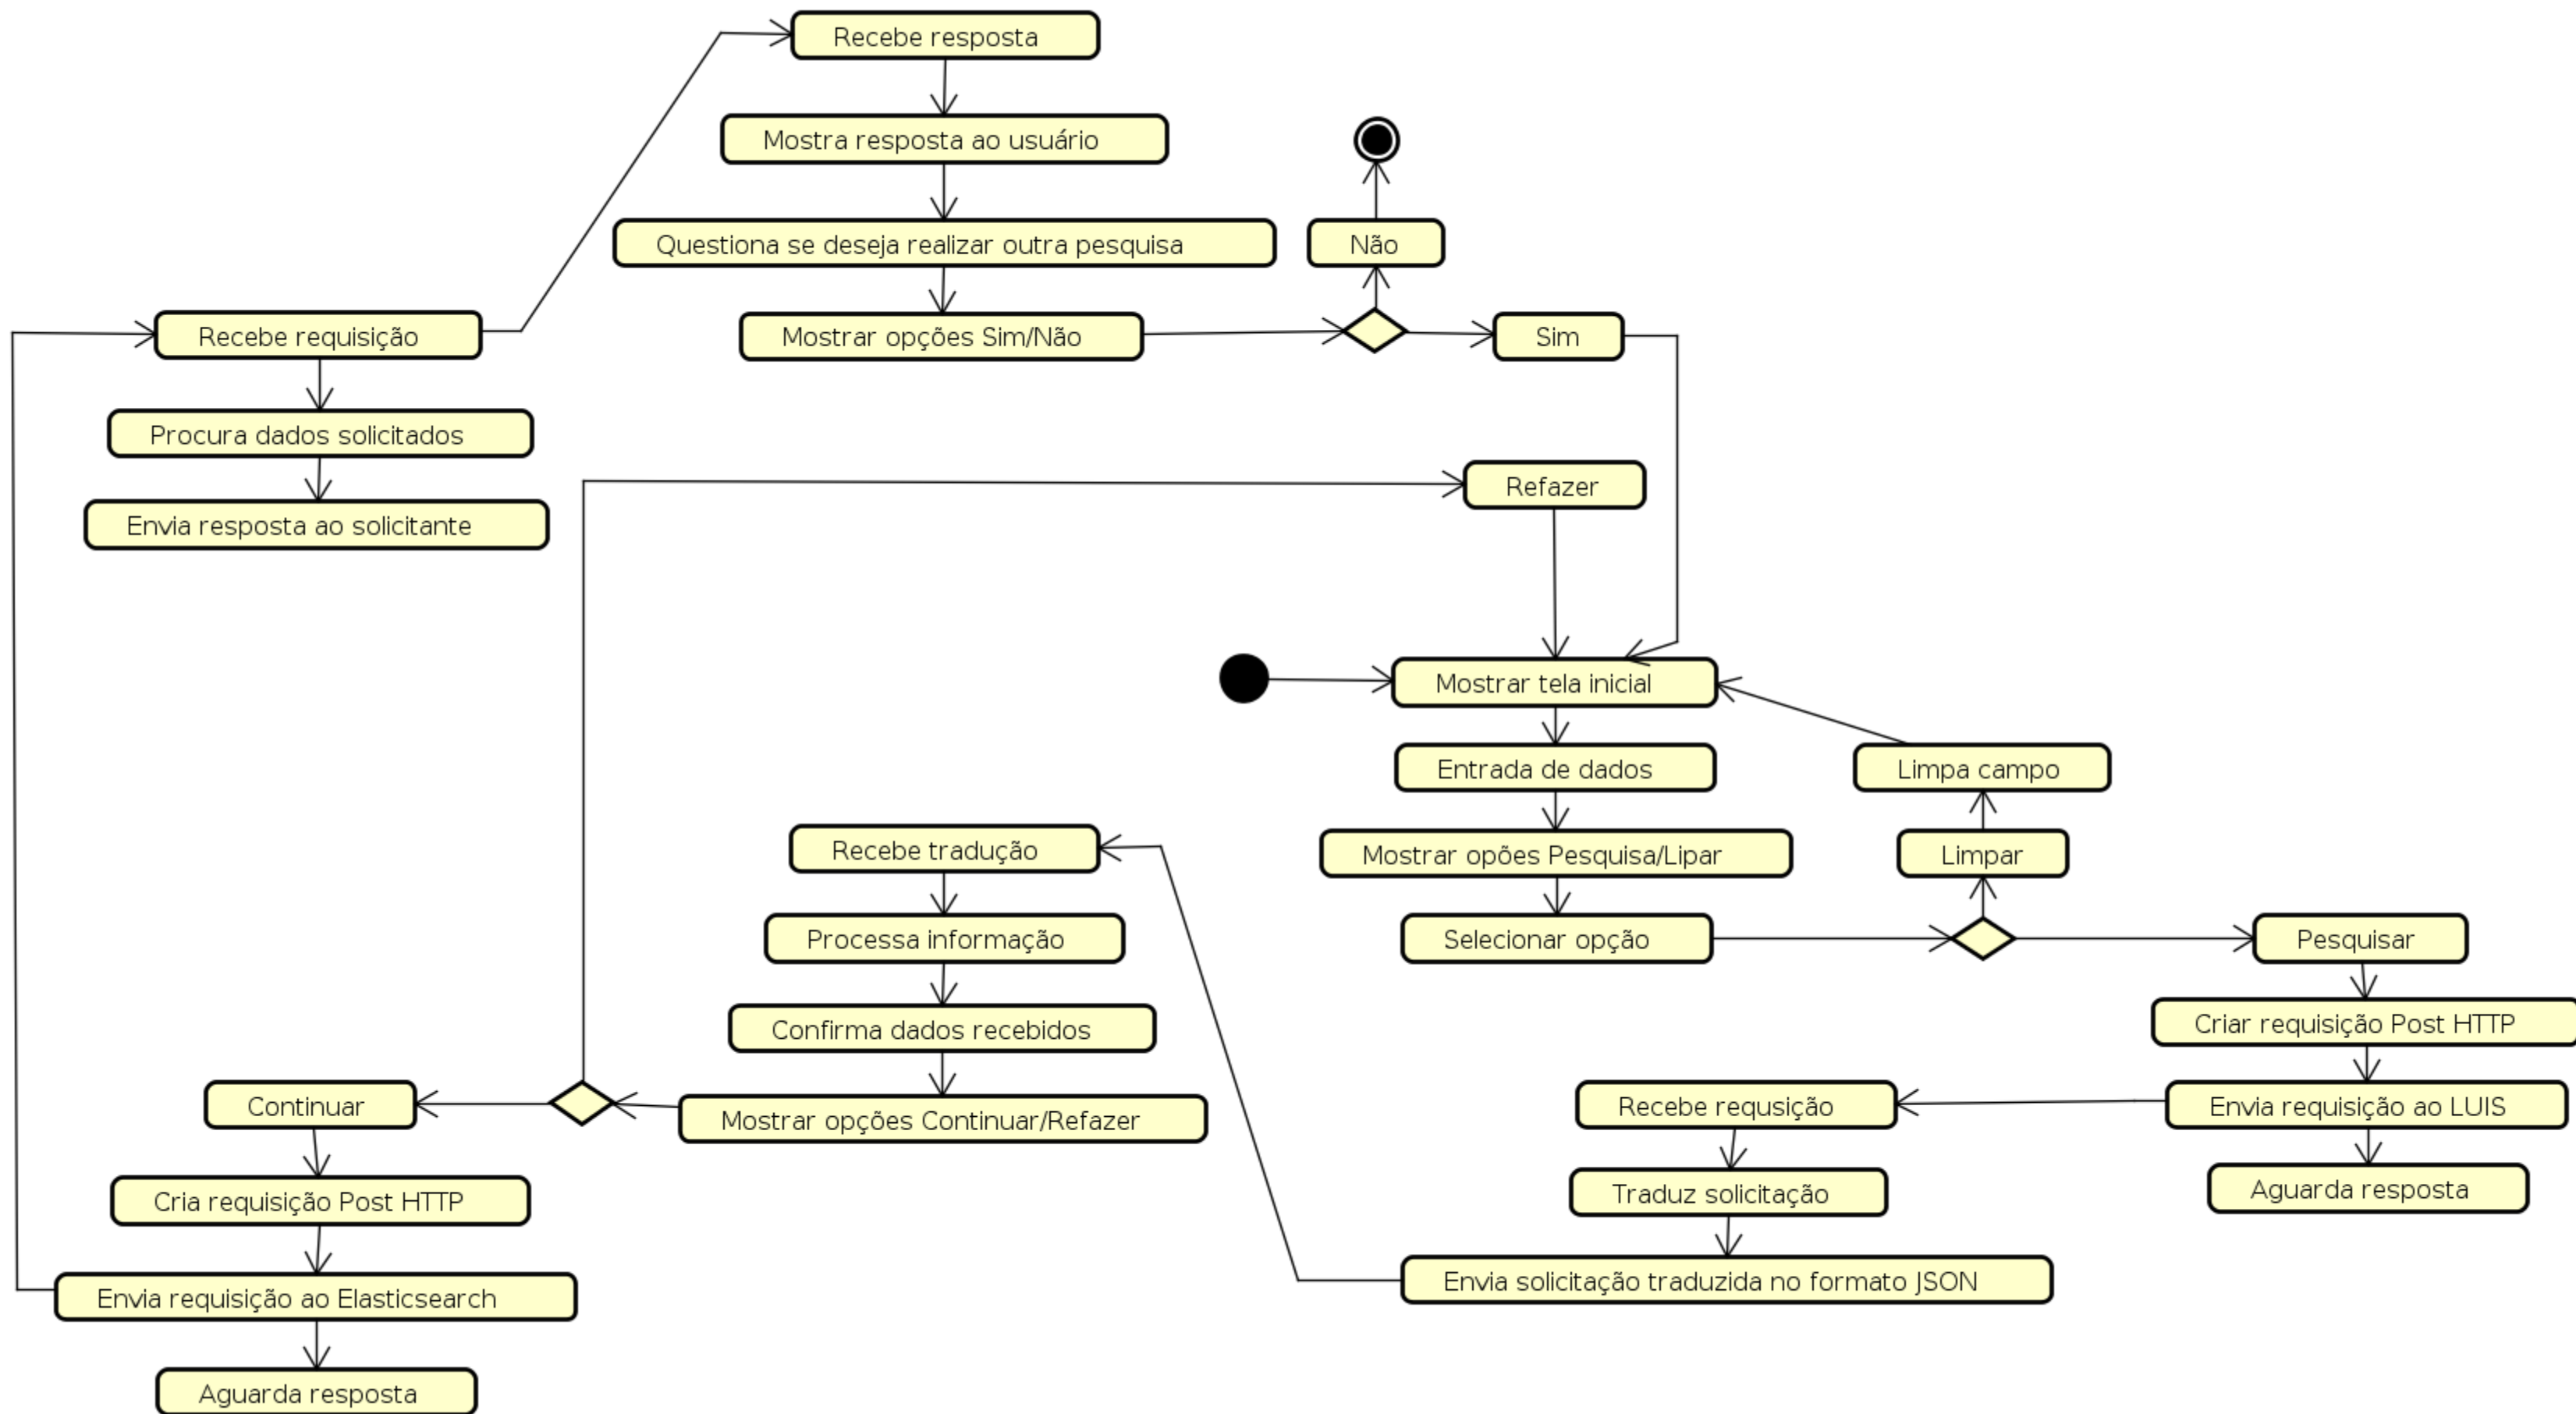 Recebe resposta
Mostra resposta ao usuário
Questiona se deseja realizar outra pesquisa
Não
Recebe requisição
Mostrar opções Sim/Não
Sim
Procura dados solicitados
Refazer
Envia resposta ao solicitante
Mostrar tela inicial
Entrada de dados
Limpa campo
Recebe tradução
Mostrar opões Pesquisa/Lipar
Limpar
Processa informação
Selecionar opção
Pesquisar
Confirma dados recebidos
Criar requisição Post HTTP
Continuar
Mostrar opções Continuar/Refazer
Recebe requsição
Envia requisição ao LUIS
Cria requisição Post HTTP
Traduz solicitação
Aguarda resposta
Envia requisição ao Elasticsearch
Envia solicitação traduzida no formato JSON
Aguarda resposta